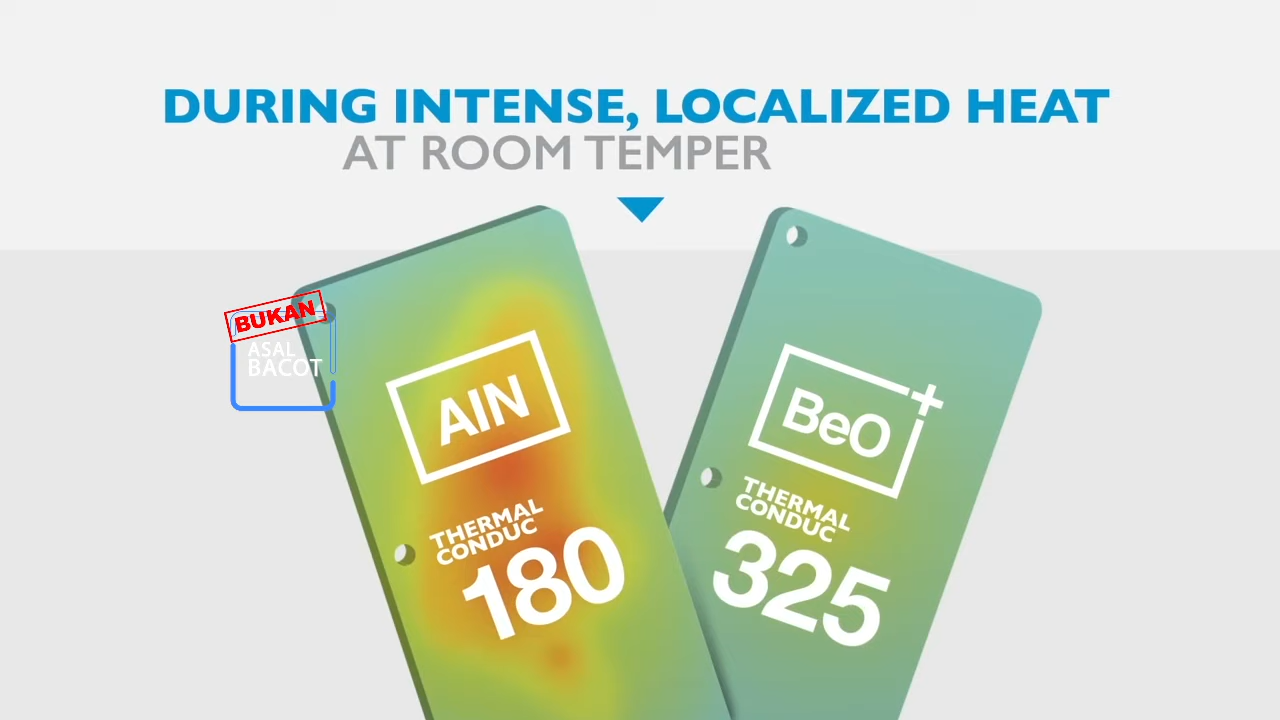 DURING INTENSE, LOCALIZED HEAT
AT ROOM TEMPER
BUKAN
ASAL
BACOT
AlN
THERMAL
CONDUC
180
BeO+
THERMAL
CONDUC
325